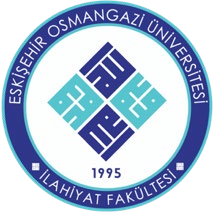 ESKİŞEHİR OSMANGAZİ ÜNİVERSİTESİ
1995
İLAHİYAT FAKÜLTESİ